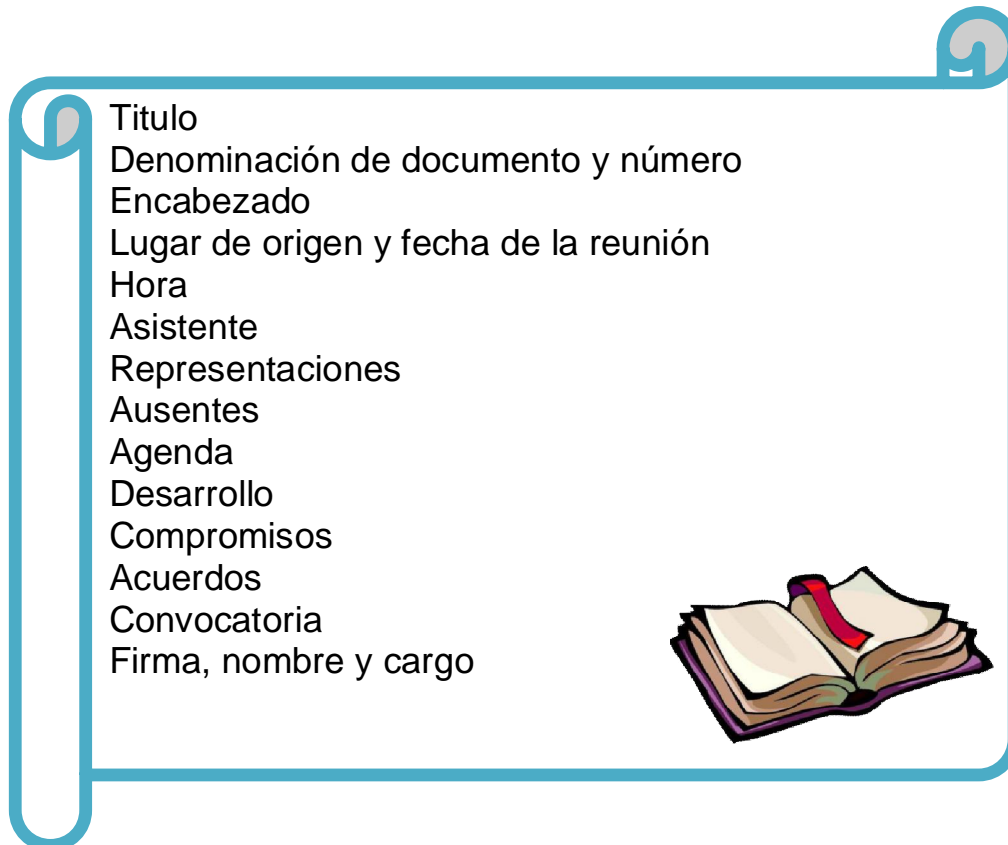 Titulo
Denominación de documento y número
Encabezado
Lugar de origen y fecha de la reunión
Hora
Asistente
Representaciones
Ausentes
Agenda
Desarrollo
Compromisos
Acuerdos
Convocatoria
Firma, nombre y cargo